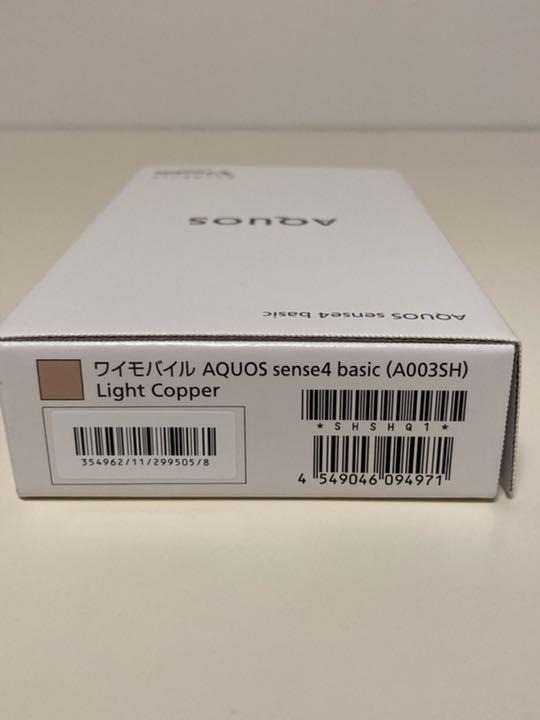 AQUOS
AQUOS sense4 basic
ワイモバイル AQUOS sense4 basic (A003SH)
Light Copper
354962/11/299505/8
*SHSHQ1*
4 549046 094971